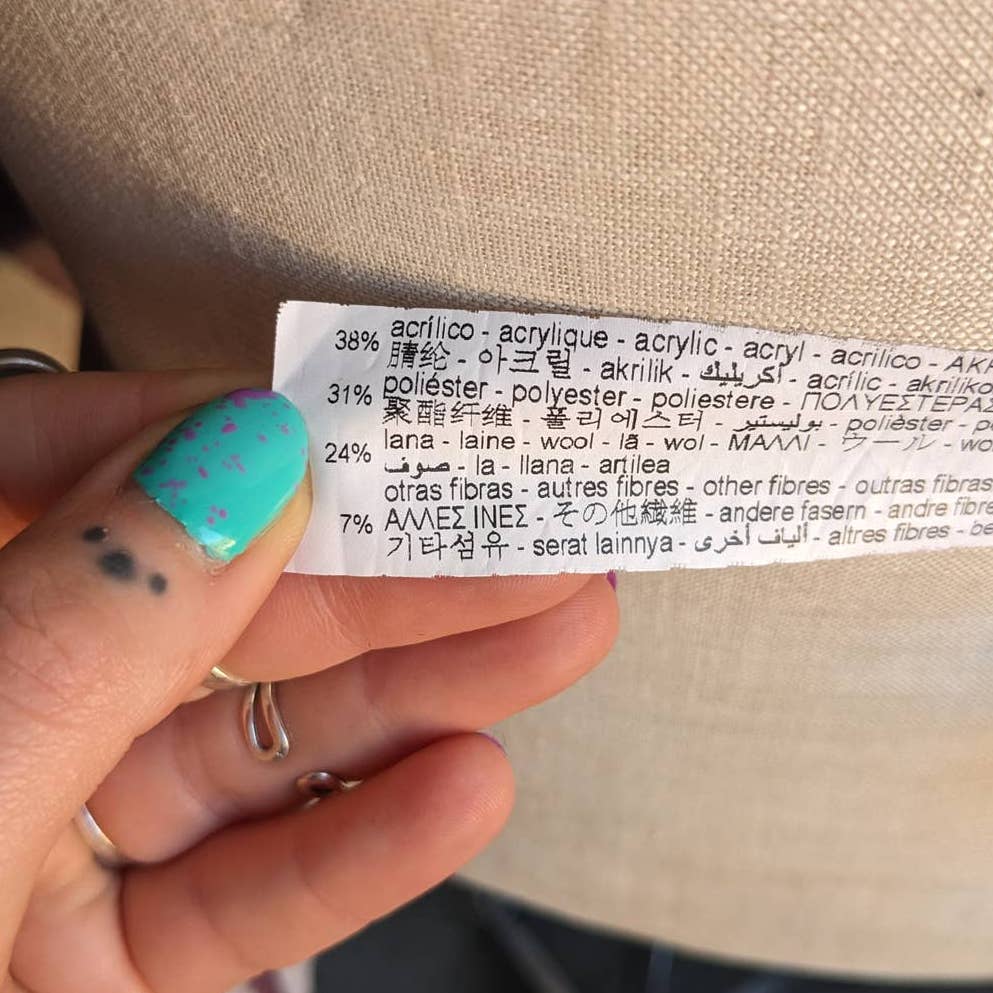 38% acrílico - acrylique - acrylic - acryl - acrilico -
腈纶 - 아크릴 - akrilik - أكريليك - acrílic - akriliko
31% poliéster - polyester - poliestere - ΠΟΛΥΕΣΤΕΡΑΣ
聚酯纤维 - 폴리에스터 - بوليستير - polièster -
24% lana - laine - wool - lã - wol - ΜΑΛΛΙ - ウール -
صوف - la - llana - artilea
otras fibras - autres fibres - other fibres - outras fibras
7% ΑΛΛΕΣ ΙΝΕΣ - その他繊維 - andere fasern - andre
기타섬유 - serat lainnya - ألياف أخرى - altres fibres -